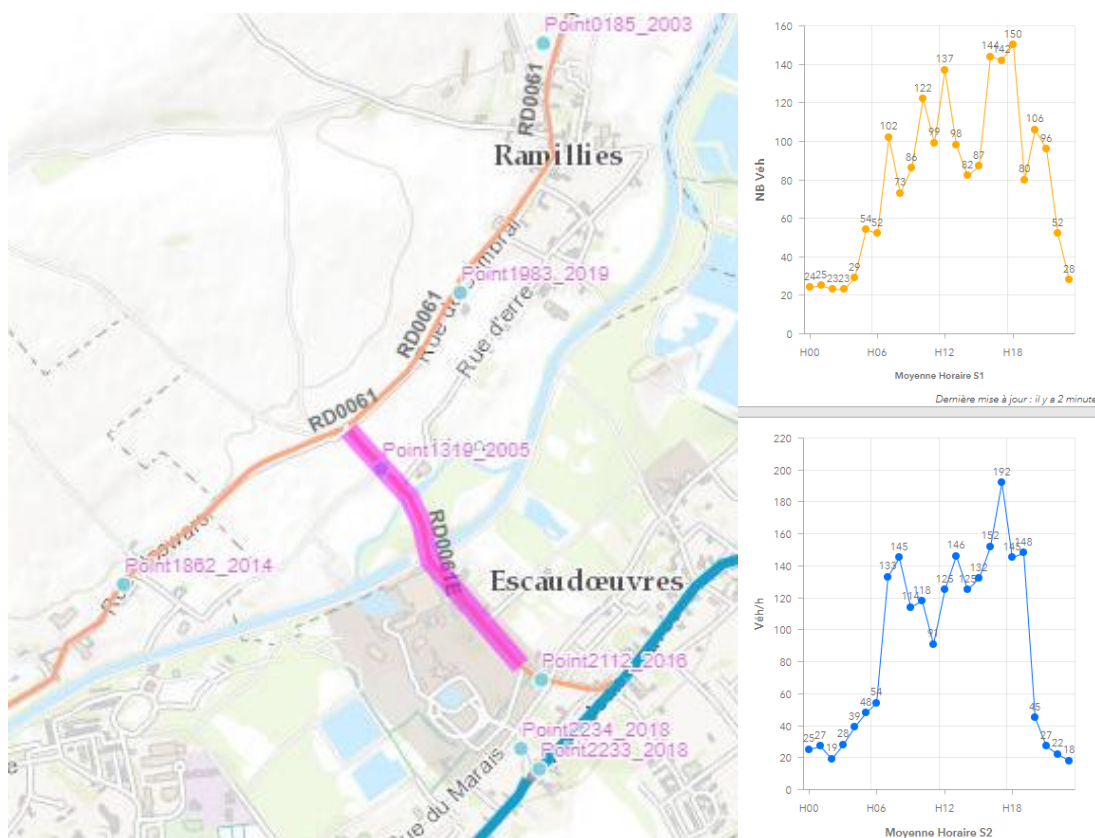 Point0185_2003
RD0061
Ramillies
Point1983_2019
RD0061
Rue d'erre
RD0061
Point1319_2005
RD0061E
Point1862_2014
Escaudœuvres
Point2112_2016
Point2234_2018
Point2233_2018
Rue du Marais
160
140
120
100
80
60
40
20
0
NB Véh
24
25
23
23
29
54
52
102
73
86
122
99
137
98
82
87
144
142
150
80
106
96
52
28
H00
H06
H12
H18
Moyenne Horaire S1
Dernière mise à jour : il y a 2 minute
220
200
180
160
140
120
100
80
60
40
20
0
Véh/h
25
27
19
28
39
48
54
133
145
114
118
91
125
146
125
132
152
192
145
148
45
27
22
18
H00
H06
H12
H18
Moyenne Horaire S2